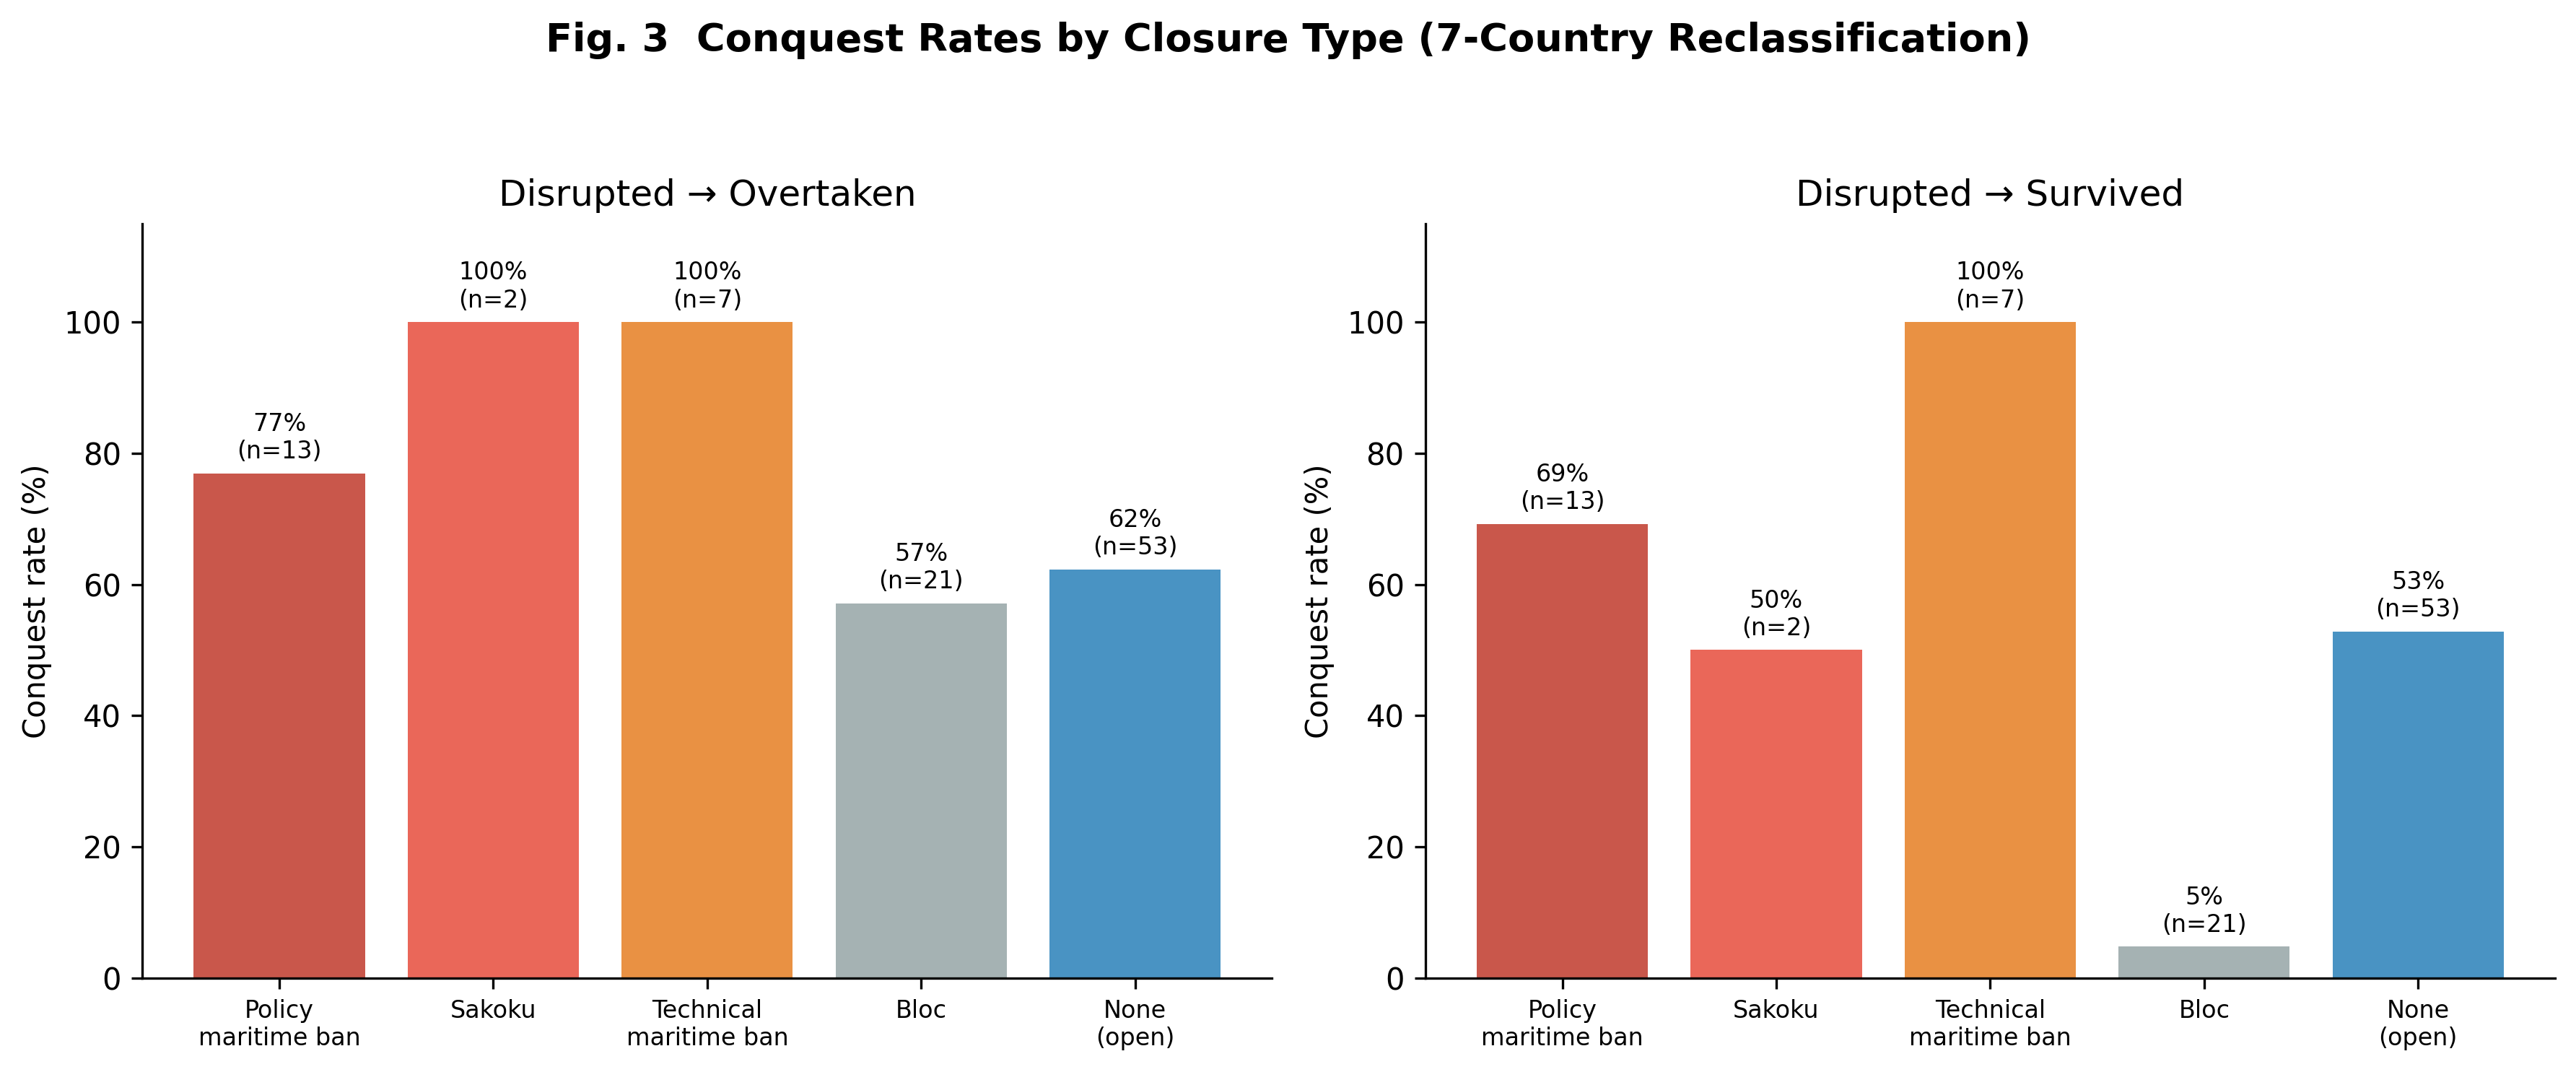 Fig. 3  Conquest Rates by Closure Type (7-Country Reclassification)
Disrupted → Overtaken
Conquest rate (%)
100
80
60
40
20
0
77%
(n=13)
100%
(n=2)
100%
(n=7)
57%
(n=21)
62%
(n=53)
Policy
maritime ban
Sakoku
Technical
maritime ban
Bloc
None
(open)
Disrupted → Survived
Conquest rate (%)
100
80
60
40
20
0
69%
(n=13)
50%
(n=2)
100%
(n=7)
5%
(n=21)
53%
(n=53)
Policy
maritime ban
Sakoku
Technical
maritime ban
Bloc
None
(open)